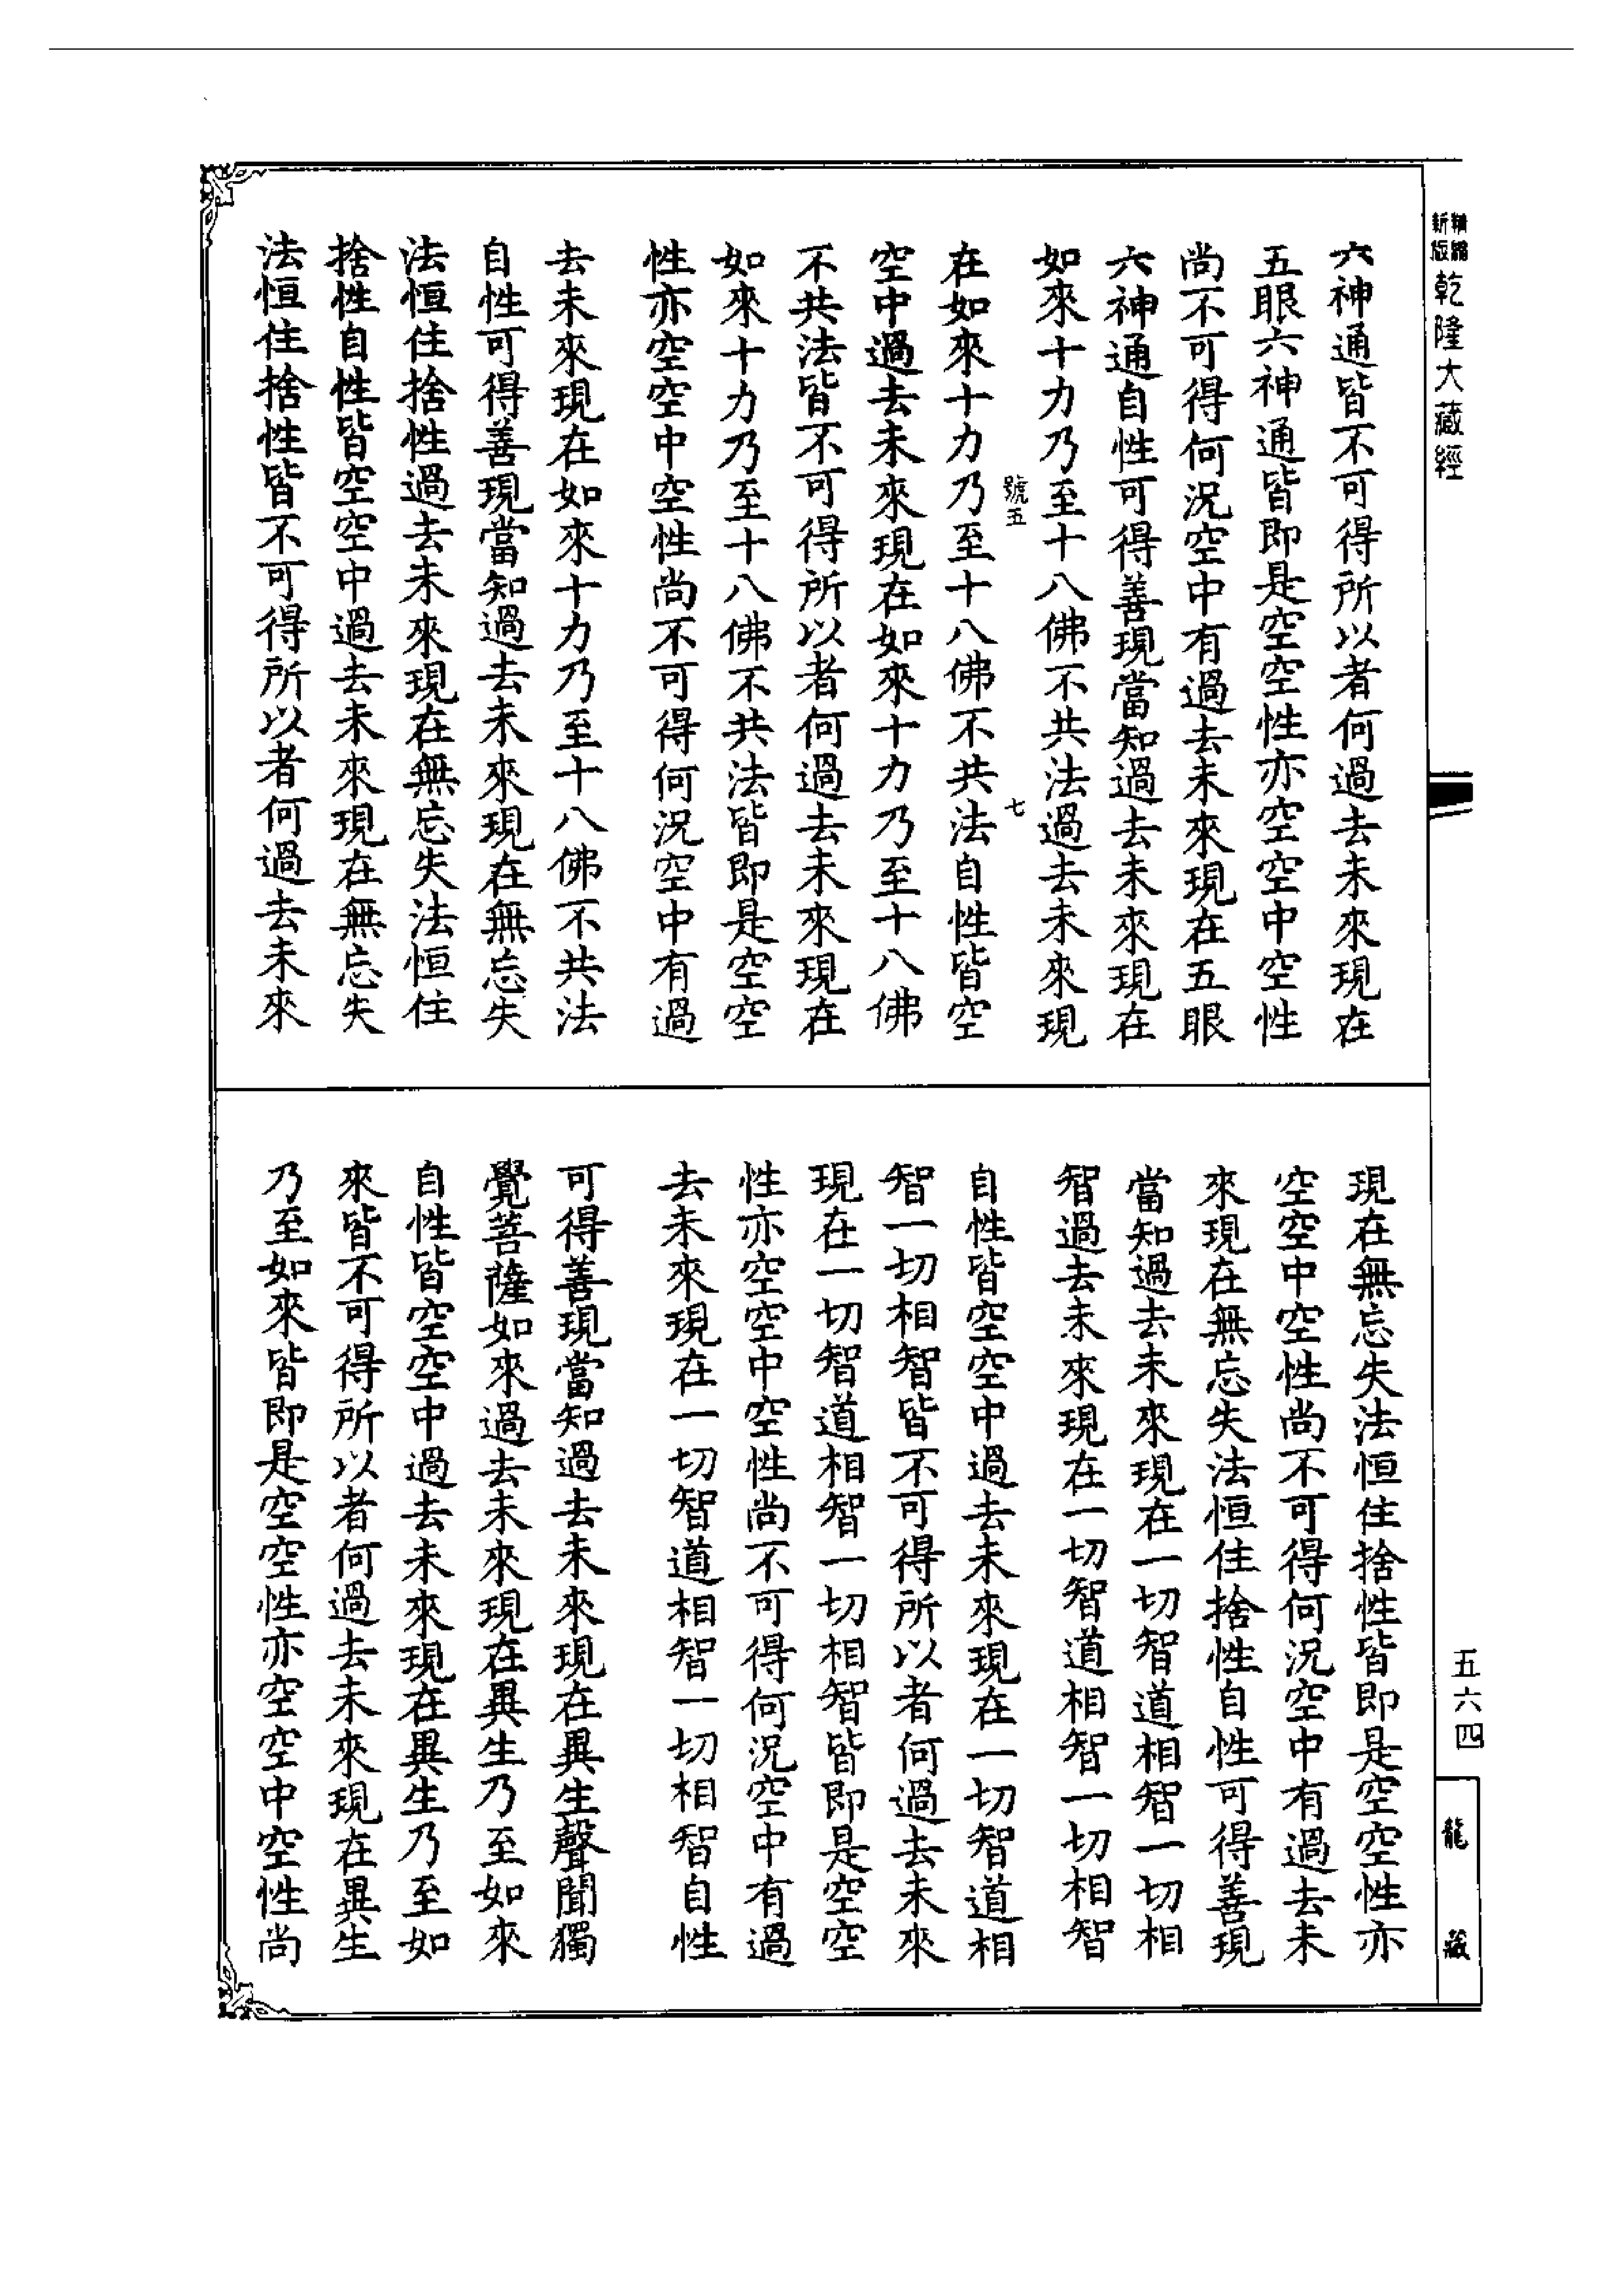 新編
新版
乾隆大藏經
六神通皆不可得所以者何過去未來現在
五眼六神通皆即是空空性亦空空中空性
尚不可得何況空中有過去未來現在五眼
六神通自性可得善現當知過去未來現在
如來十力乃至十八佛不共法過去未來現
號五
七
在如來十力乃至十八佛不共法自性皆空
空中過去未來現在如來十力乃至十八佛
不共法皆不可得所以者何過去未來現在
如來十力乃至十八佛不共法皆即是空空
性亦空空中空性尚不可得何況空中有過
去未來現在如來十力乃至十八佛不共法
自性可得善現當知過去未來現在無忘失
法恒住捨性過去未來現在無忘失法恒住
捨性自性皆空空中過去未來現在無忘失
法恒住捨性皆不可得所以者何過去未來
現在無忘失法恒住捨性皆即是空空性亦
空空中空性尚不可得何況空中有過去未
來現在無忘失法恒住捨性自性可得善現
當知過去未來現在一切智道相智一切相
智過去未來現在一切智道相智一切相智
自性皆空空中過去未來現在一切智道相
智一切相智皆不可得所以者何過去未來
現在一切智道相智一切相智皆即是空空
性亦空空中空性尚不可得何況空中有過
去未來現在一切智道相智一切相智自性
可得善現當知過去未來現在異生聲聞獨
覺菩薩如來過去未來現在異生乃至如來
自性皆空空中過去未來現在異生乃至如
來皆不可得所以者何過去未來現在異生
乃至如來皆即是空空性亦空空中空性尚
五六四
龍藏